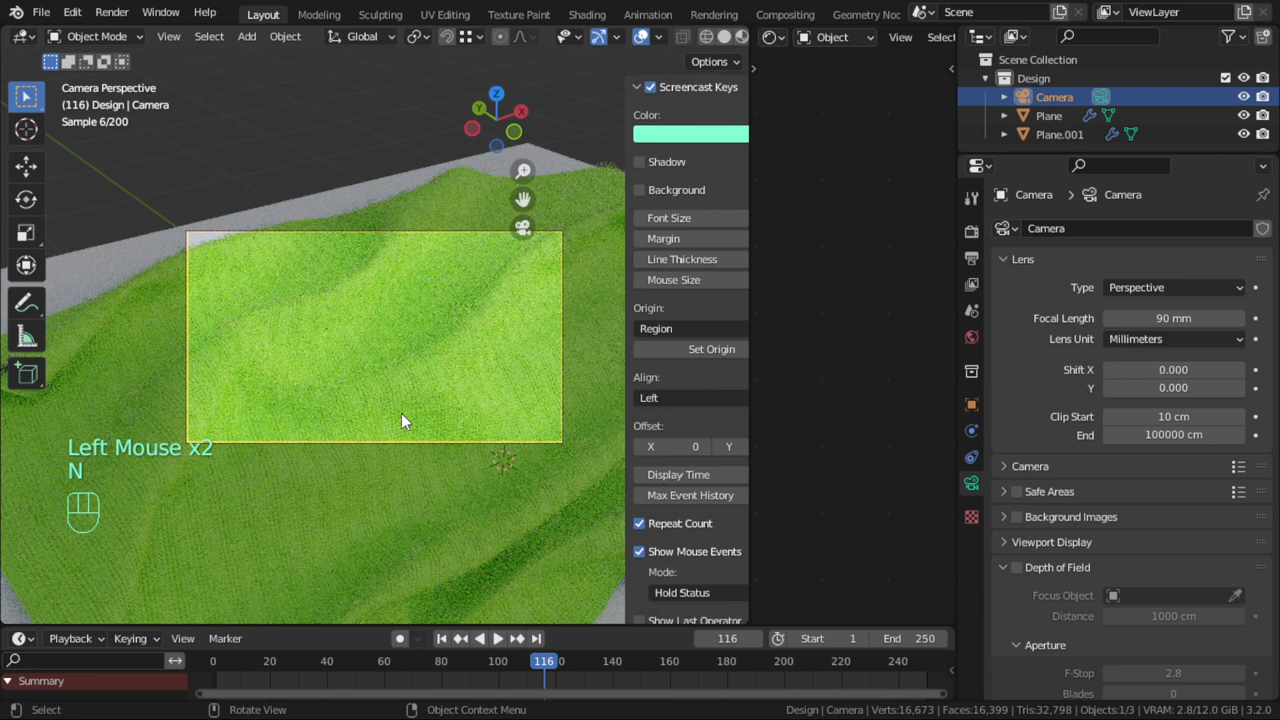 File Edit Render Window Help Layout Modeling Sculpting UV Editing Texture Paint Shading Animation Rendering Compositing Geometry Noc Scene ViewLayer
Object Mode View Select Add Object Global Object View Select
Options
Camera Perspective
(116) Design | Camera
Sample 6/200
Z
Y
X
Screencast Keys
Color:
Shadow
Background
Font Size
Margin
Line Thickness
Mouse Size
Origin:
Region
Set Origin
Align:
Left
Offset:
X 0 Y
Display Time
Max Event History
Repeat Count
Show Mouse Events
Mode:
Hold Status
Show Last Operator
Left Mouse x2
N
Scene Collection
Design
Camera
Plane
Plane.001
Camera Camera
Camera
Lens
Type Perspective
Focal Length 90 mm
Lens Unit Millimeters
Shift X 0.000
Y 0.000
Clip Start 10 cm
End 100000 cm
Camera
Safe Areas
Background Images
Viewport Display
Depth of Field
Focus Object
Distance 1000 cm
Aperture
F-Stop 2.8
Blades 0
Playback Keying View Marker 116 Start 1 End 250
0 20 40 60 80 100 116 0 140 160 180 200 220 240
Summary
Select Rotate View Object Context Menu Design | Camera | Verts:16,673 | Faces:16,399 | Tris:32,798 | Objects:1/3 | VRAM: 2.8/12.0 GiB | 3.2.0